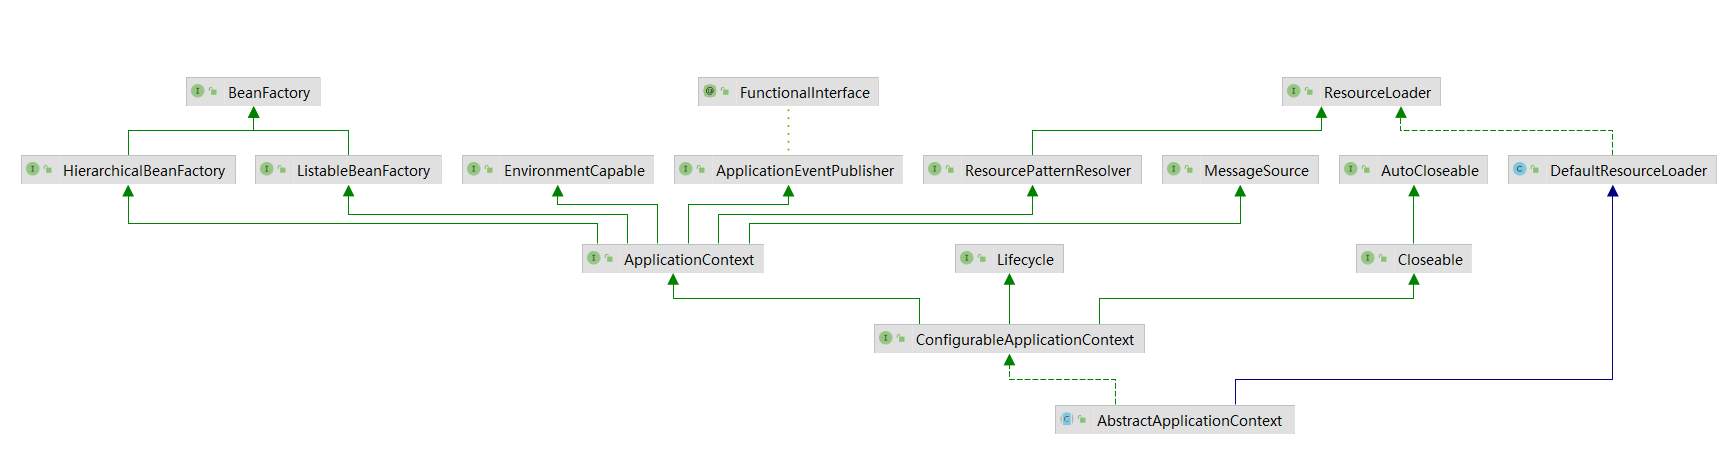 BeanFactory
FunctionalInterface
ResourceLoader
HierarchicalBeanFactory
ListableBeanFactory
EnvironmentCapable
ApplicationEventPublisher
ResourcePatternResolver
MessageSource
AutoCloseable
DefaultResourceLoader
ApplicationContext
Lifecycle
Closeable
ConfigurableApplicationContext
AbstractApplicationContext